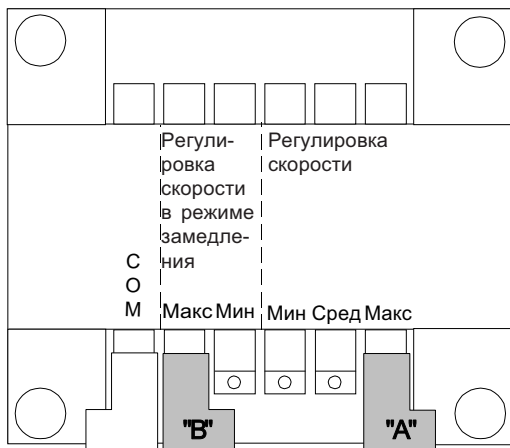 Регули-
ровка
скорости
в режиме
замедле-
ния
Регулировка
скорости
С
О
М
Макс Мин
Мин Сред Макс
"B"
"A"